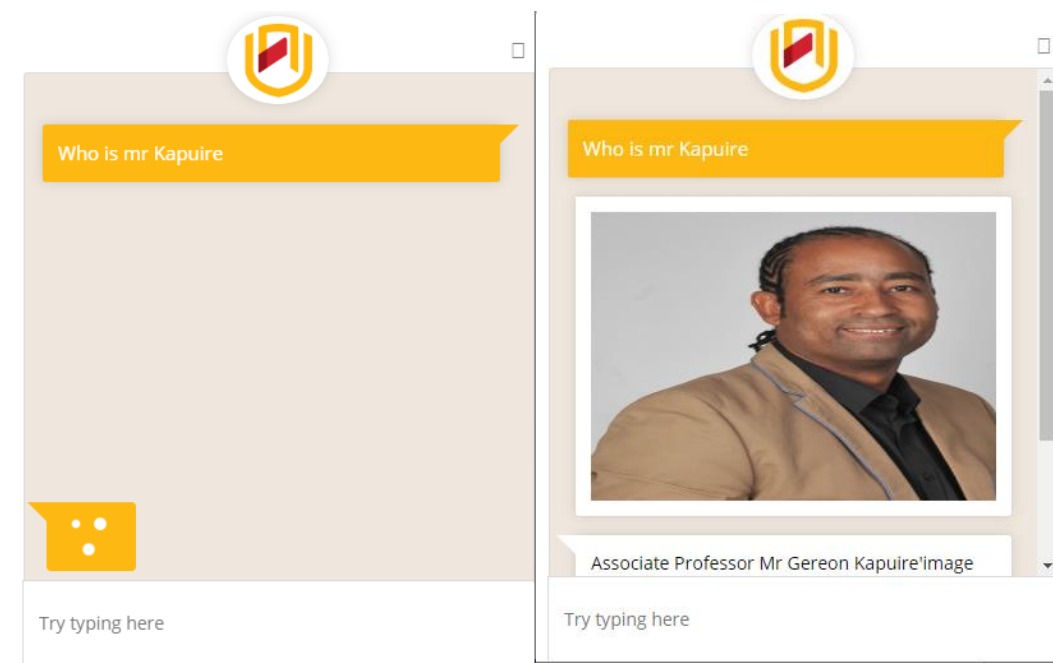 Who is mr Kapuire
Try typing here
Who is mr Kapuire
Associate Professor Mr Gereon Kapuire'image
Try typing here